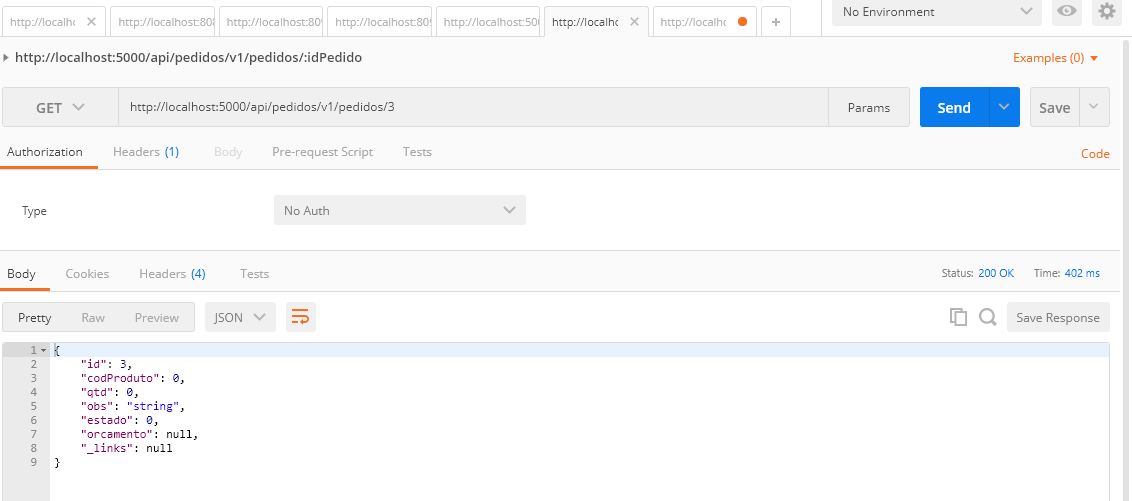 http://localhc http://localhost:808 http://localhost:809 http://localhost:809 http://localhost:500 http://localhc http://localhc + No Environment
http://localhost:5000/api/pedidos/v1/pedidos/:idPedido Examples (0)
GET http://localhost:5000/api/pedidos/v1/pedidos/3 Params Send Save
Authorization Headers (1) Body Pre-request Script Tests Code
Type No Auth
Body Cookies Headers (4) Tests Status: 200 OK Time: 402 ms
Pretty Raw Preview JSON Save Response
1 {
2 "id": 3,
3 "codProduto": 0,
4 "qtd": 0,
5 "obs": "string",
6 "estado": 0,
7 "orcamento": null,
8 "_links": null
9 }